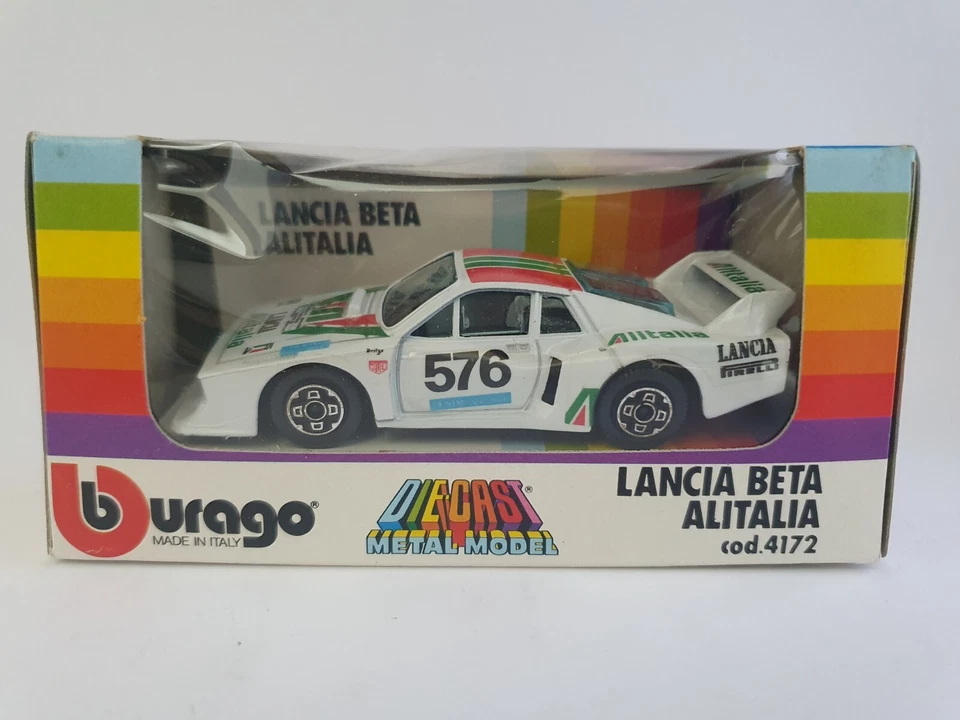 LANCIA BETA
ALITALIA
Alitalia
LANCIA
PIRELLI
576
burago®
MADE IN ITALY
DIE-CAST®
METAL MODEL
LANCIA BETA
ALITALIA
cod.4172